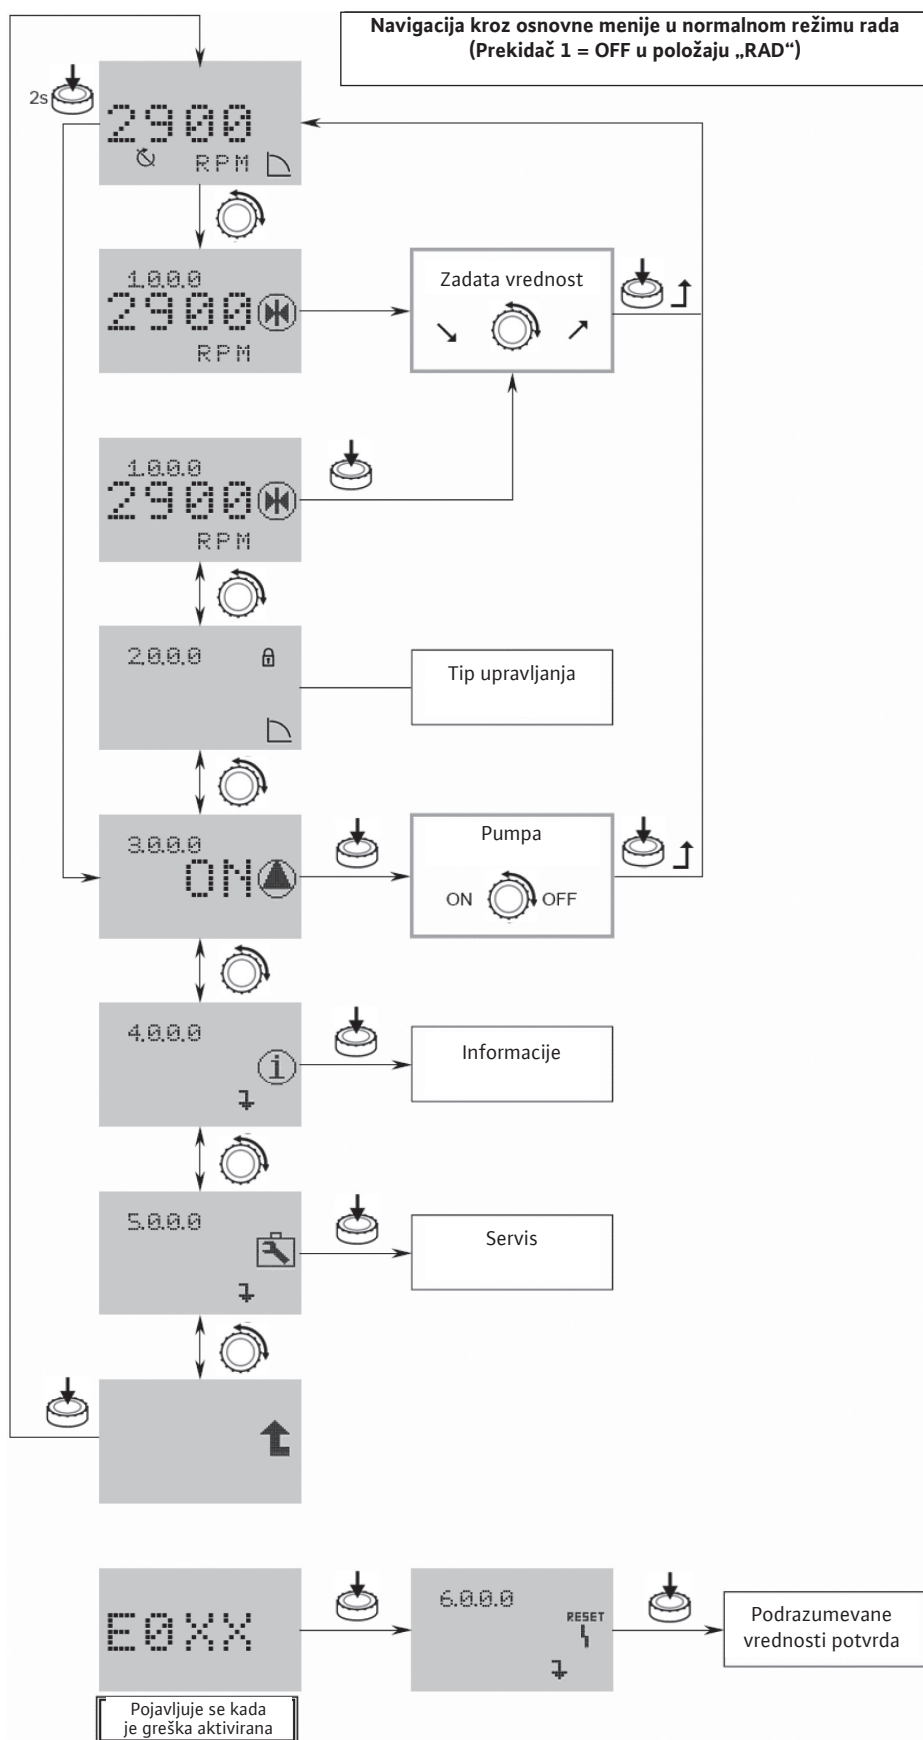 Navigacija kroz osnovne menije u normalnom režimu rada
(Prekidač 1 = OFF u položaju „RAD“)
2s
2900
RPM
1.0.0.0
2900
RPM
Zadata vrednost
1.0.0.0
2900
RPM
2.0.0.0
Tip upravljanja
3.0.0.0
ON
Pumpa
ON OFF
4.0.0.0
i
Informacije
5.0.0.0
Servis
E0XX
6.0.0.0
RESET
Podrazumevane
vrednosti potvrda
Pojavljuje se kada
je greška aktivirana